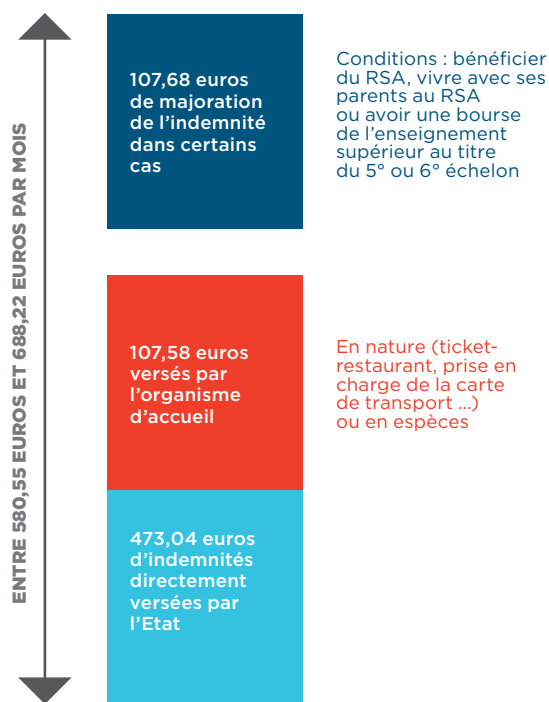 ENTRE 580,55 EUROS ET 688,22 EUROS PAR MOIS
107,68 euros
de majoration
de l'indemnité
dans certains
cas
Conditions : bénéficier
du RSA, vivre avec ses
parents au RSA
ou avoir une bourse
de l'enseignement
supérieur au titre
du 5° ou 6° échelon
107,58 euros
versés par
l'organisme
d'accueil
En nature (ticket-
restaurant, prise en
charge de la carte
de transport ...)
ou en espèces
473,04 euros
d'indemnités
directement
versées par
l'Etat